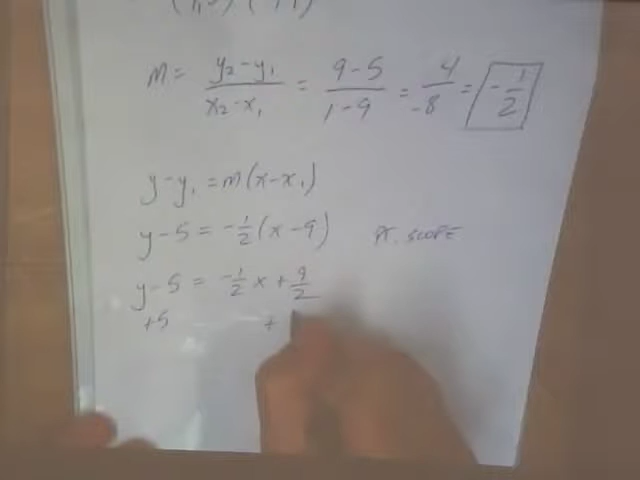 m = y₂-y₁ / x₂-x₁ = 9-5 / 1-9 = 4 / -8 = -1/2
y-y₁ = m(x-x₁)
y-5 = -1/2(x-9) PT. SLOPE
y-5 = -1/2 x + 9/2
+5 +